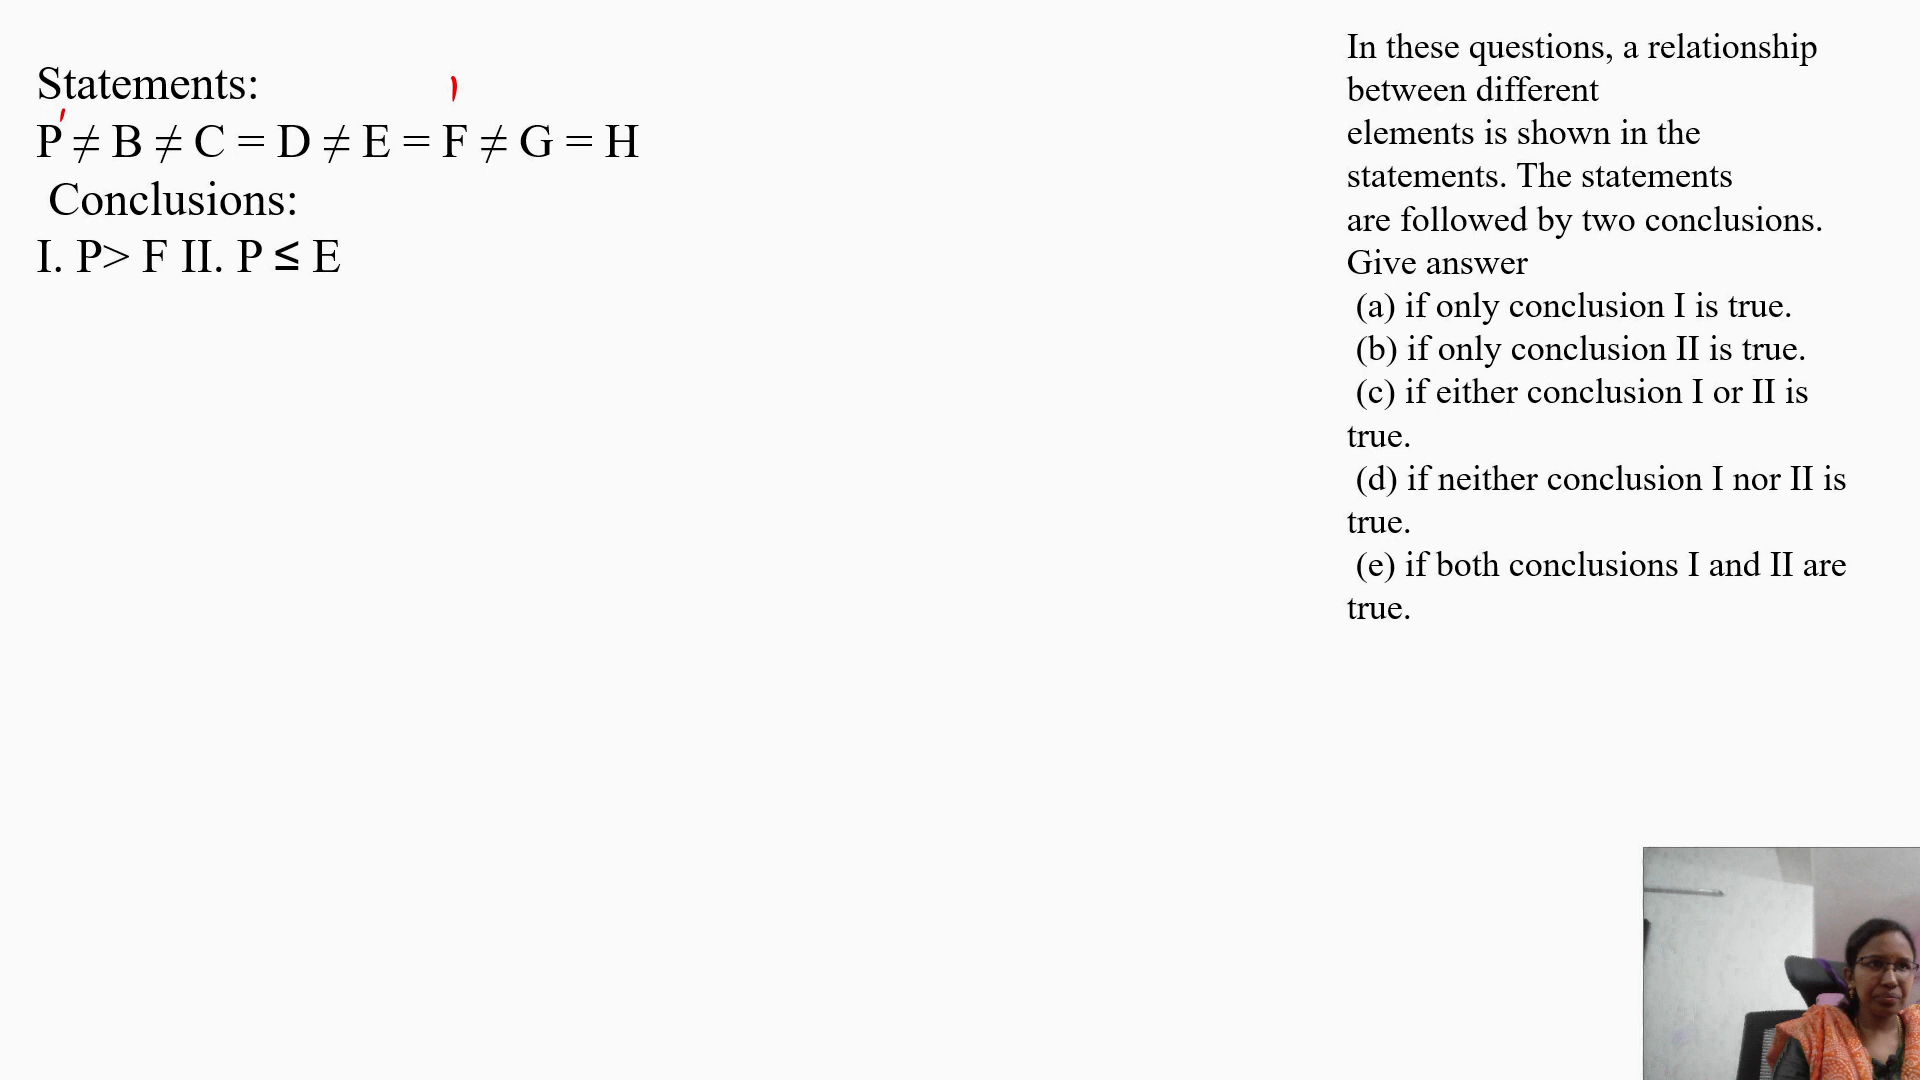 Statements:
P ≠ B ≠ C = D ≠ E = F ≠ G = H
Conclusions:
I. P> F II. P ≤ E
In these questions, a relationship
between different
elements is shown in the
statements. The statements
are followed by two conclusions.
Give answer
(a) if only conclusion I is true.
(b) if only conclusion II is true.
(c) if either conclusion I or II is
true.
(d) if neither conclusion I nor II is
true.
(e) if both conclusions I and II are
true.